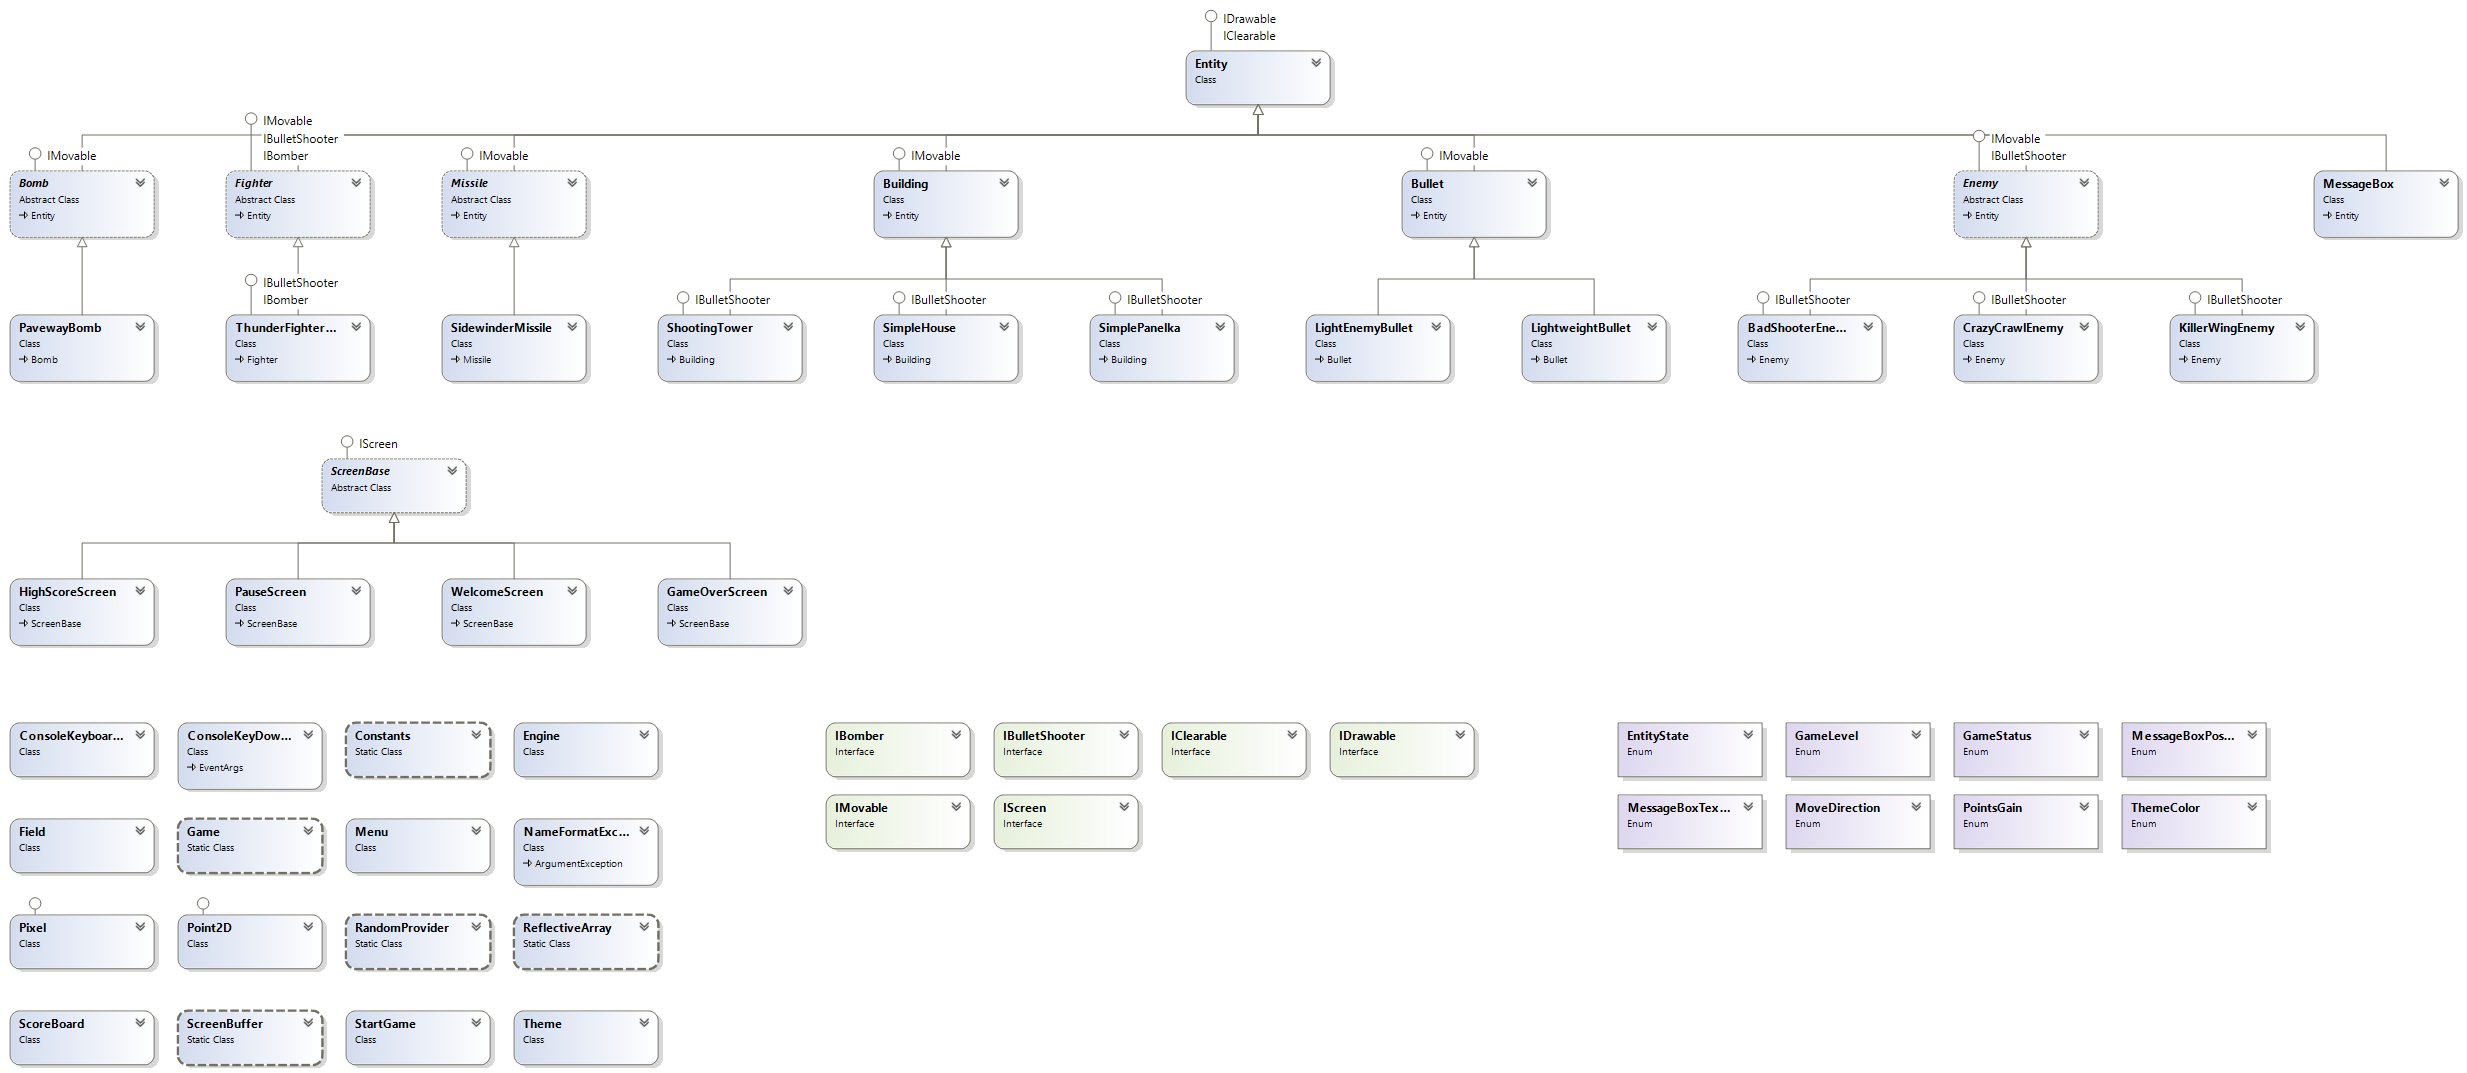 IDrawable
IClearable
Entity
Class
IMovable
IBulletShooter
IBomber
IMovable
IMovable
IMovable
IMovable
IMovable
IBulletShooter
Bomb
Abstract Class
Entity
Fighter
Abstract Class
Entity
Missile
Abstract Class
Entity
Building
Class
Entity
Bullet
Class
Entity
Enemy
Abstract Class
Entity
MessageBox
Class
Entity
IBulletShooter
IBomber
IBulletShooter
IBulletShooter
IBulletShooter
IBulletShooter
IBulletShooter
IBulletShooter
PavewayBomb
Class
Bomb
ThunderFighter...
Class
Fighter
SidewinderMissile
Class
Missile
ShootingTower
Class
Building
SimpleHouse
Class
Building
SimplePanelka
Class
Building
LightEnemyBullet
Class
Bullet
LightweightBullet
Class
Bullet
BadShooterEne...
Class
Enemy
CrazyCrawlEnemy
Class
Enemy
KillerWingEnemy
Class
Enemy
IScreen
ScreenBase
Abstract Class
HighScoreScreen
Class
ScreenBase
PauseScreen
Class
ScreenBase
WelcomeScreen
Class
ScreenBase
GameOverScreen
Class
ScreenBase
ConsoleKeyboar...
Class
ConsoleKeyDow...
Class
EventArgs
Constants
Static Class
Engine
Class
Field
Class
Game
Static Class
Menu
Class
NameFormatExc...
Class
ArgumentException
Pixel
Class
Point2D
Class
RandomProvider
Static Class
ReflectiveArray
Static Class
ScoreBoard
Class
ScreenBuffer
Static Class
StartGame
Class
Theme
Class
IBomber
Interface
IBulletShooter
Interface
IClearable
Interface
IDrawable
Interface
IMovable
Interface
IScreen
Interface
EntityState
Enum
GameLevel
Enum
GameStatus
Enum
MessageBoxPos...
Enum
MessageBoxTex...
Enum
MoveDirection
Enum
PointsGain
Enum
ThemeColor
Enum